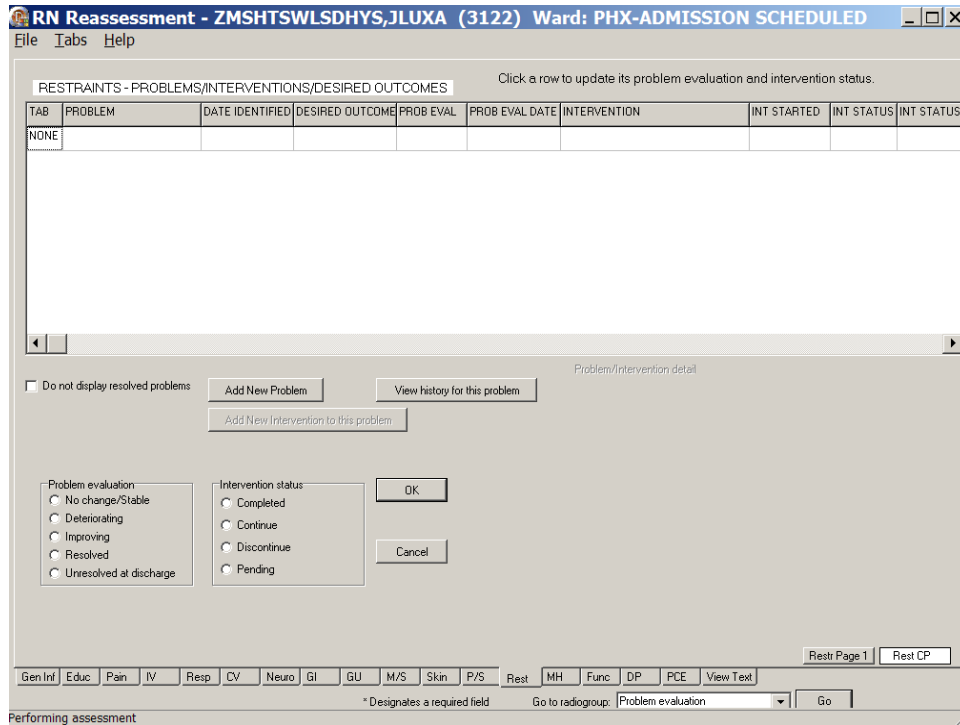 RN Reassessment - ZMSHTSWLSDHYS,JLUXA (3122) Ward: PHX-ADMISSION SCHEDULED
File Tabs Help
Click a row to update its problem evaluation and intervention status.
RESTRAINTS - PROBLEMS/INTERVENTIONS/DESIRED OUTCOMES
TAB PROBLEM DATE IDENTIFIED DESIRED OUTCOME PROB EVAL PROB EVAL DATE INTERVENTION INT STARTED INT STATUS INT STATUS
NONE
Problem/Intervention detail
Do not display resolved problems Add New Problem View history for this problem
Add New Intervention to this problem
Problem evaluation Intervention status
No change/Stable Completed OK
Deteriorating Continue
Improving Discontinue Cancel
Resolved Pending
Unresolved at discharge
Restr Page 1 Rest CP
Gen Inf Educ Pain IV Resp CV Neuro GI GU M/S Skin P/S Rest MH Func DP PCE View Text
* Designates a required field Go to radiogroup: Problem evaluation Go
Performing assessment